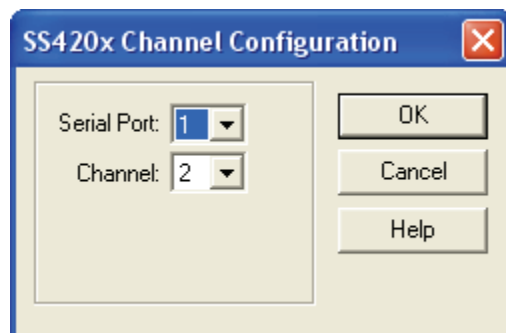 SS420x Channel Configuration
Serial Port: 1
Channel: 2
OK
Cancel
Help